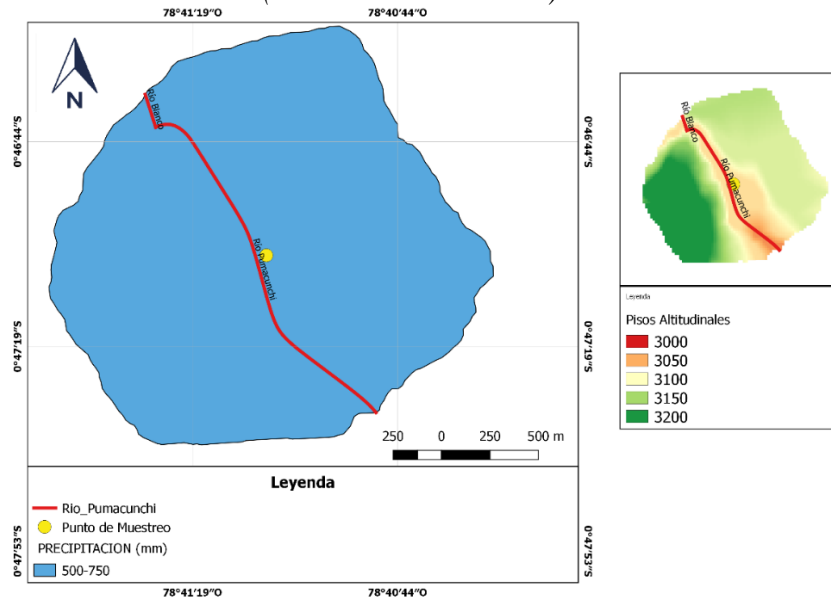 78°41'19"O 78°40'44"O
N
0°46'44"S
0°46'44"S
Río Blanco
Río Pumacunchi
0°47'19"S
0°47'19"S
250 0 250 500 m
Leyenda
Rio_Pumacunchi
Punto de Muestreo
PRECIPITACION (mm)
500-750
0°47'53"S
0°47'53"S
78°41'19"O 78°40'44"O
Río Blanco
Río Pumacunchi
Leyenda
Pisos Altitudinales
3000
3050
3100
3150
3200